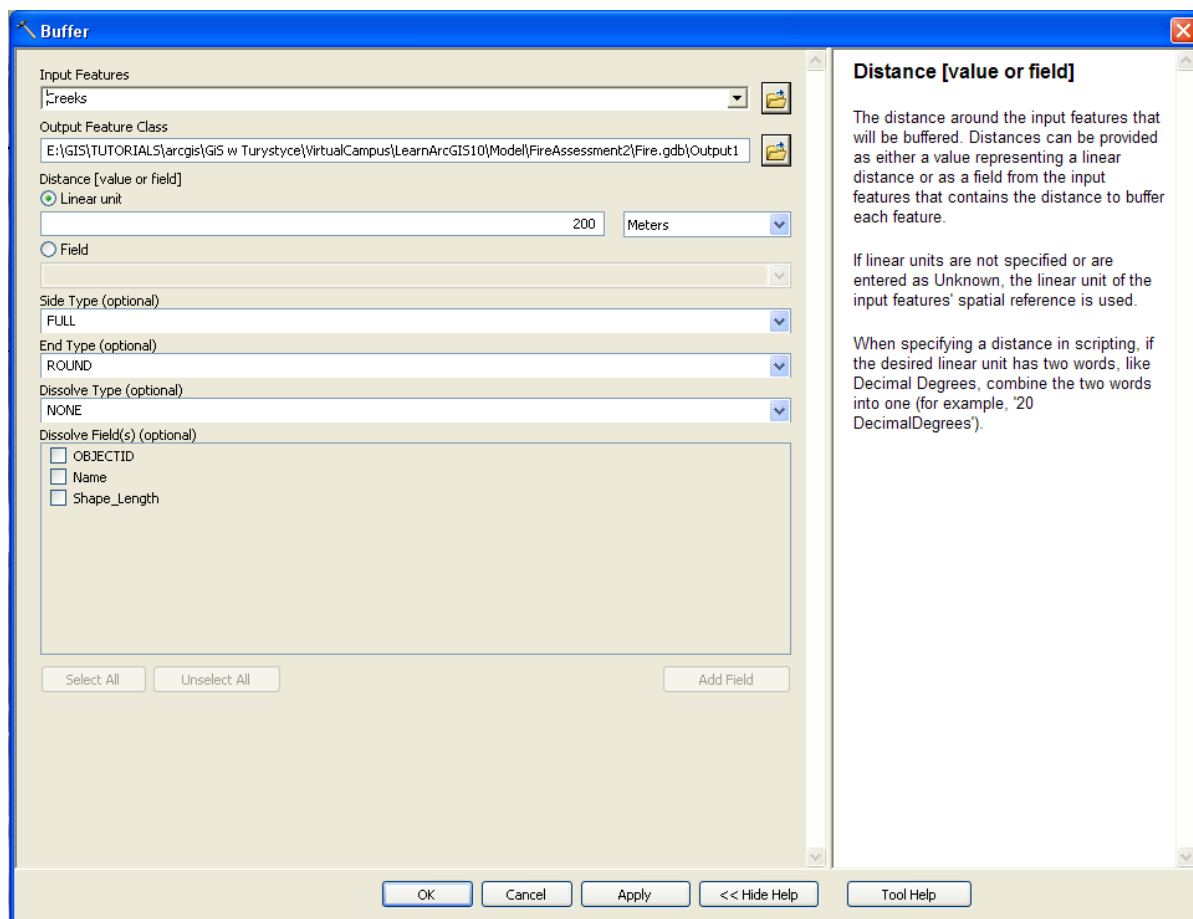 Buffer
Input Features
Creeks
Output Feature Class
E:\GIS\TUTORIALS\arcgis\GiS w Turystyce\VirtualCampus\LearnArcGIS10\Model\FireAssessment2\Fire.gdb\Output1
Distance [value or field]
Linear unit
200 Meters
Field
Side Type (optional)
FULL
End Type (optional)
ROUND
Dissolve Type (optional)
NONE
Dissolve Field(s) (optional)
OBJECTID
Name
Shape_Length
Select All Unselect All Add Field
Distance [value or field]
The distance around the input features that
will be buffered. Distances can be provided
as either a value representing a linear
distance or as a field from the input
features that contains the distance to buffer
each feature.
If linear units are not specified or are
entered as Unknown, the linear unit of the
input features' spatial reference is used.
When specifying a distance in scripting, if
the desired linear unit has two words, like
Decimal Degrees, combine the two words
into one (for example, '20
DecimalDegrees').
OK Cancel Apply << Hide Help Tool Help